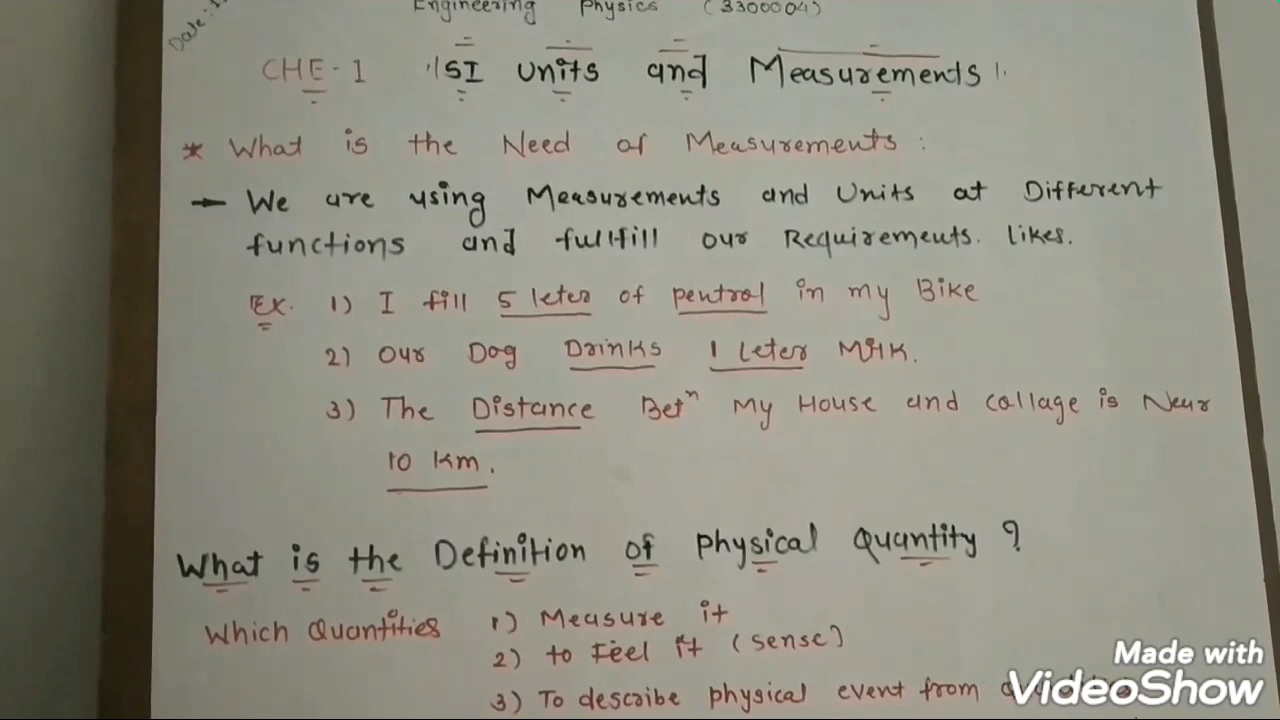 Date:
Engineering Physics (3300004)
CHE-1 "SI Units and Measurements".
* What is the Need of Measurements:
→ We are using Measurements and Units at Different
functions and fullfill our Requirements. likes.
Ex. 1) I fill 5 leter of pentrol in my Bike
2) Our Dog Drinks 1 leter Milk.
3) The Distance Betn My House and collage is Near
10 km.
What is the Definition of Physical Quantity ?
Which Quantities 1) Measure it
2) to Feel it (sense)
3) To describe physical event from
Made with
VideoShow